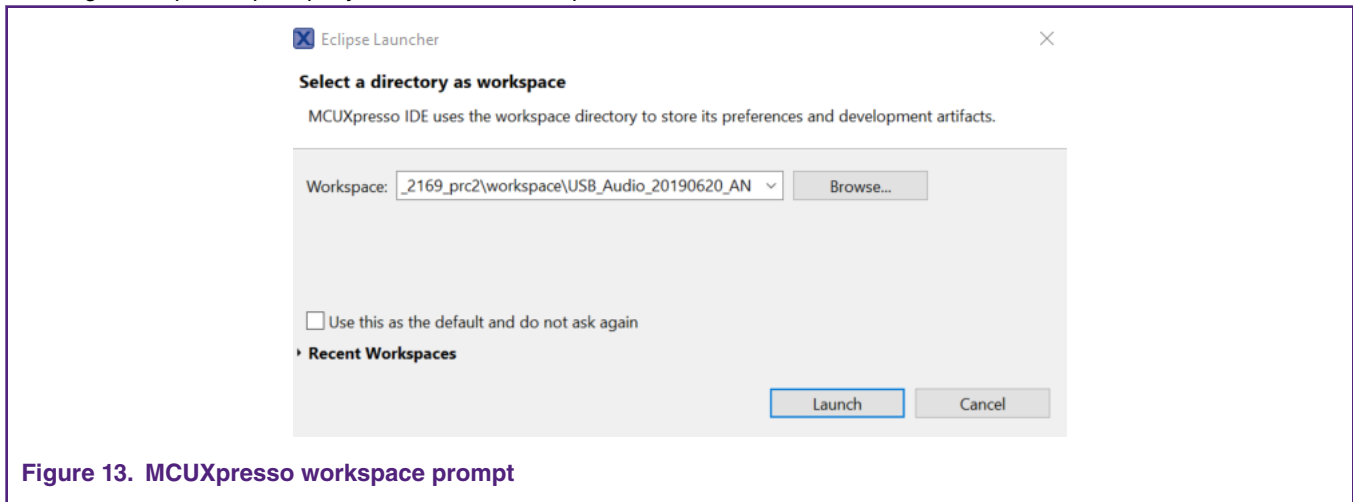 Eclipse Launcher
Select a directory as workspace
MCUXpresso IDE uses the workspace directory to store its preferences and development artifacts.
Workspace: _2169_prc2\workspace\USB_Audio_20190620_AN Browse...
Use this as the default and do not ask again
Recent Workspaces
Launch Cancel
Figure 13. MCUXpresso workspace prompt